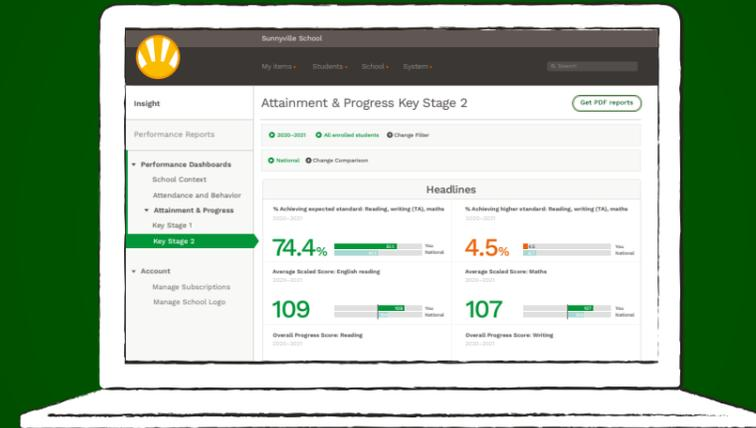 Sunnyville School
My items
Students
School
System
Search
Insight
Attainment & Progress Key Stage 2
Get PDF reports
Performance Reports
2020-2021
All enrolled students
Change Filter
National
Change Comparison
Performance Dashboards
School Context
Attendance and Behavior
Attainment & Progress
Key Stage 1
Key Stage 2
Account
Manage Subscriptions
Manage School Logo
Headlines
% Achieving expected standard: Reading, writing (TA), maths
2020-2021
74.4%
You
National
% Achieving higher standard: Reading, writing (TA), maths
2020-2021
4.5%
You
National
Average Scaled Score: English reading
2020-2021
109
109
You
National
Average Scaled Score: Maths
2020-2021
107
107
You
National
Overall Progress Score: Reading
2020-2021
Overall Progress Score: Writing
2020-2021